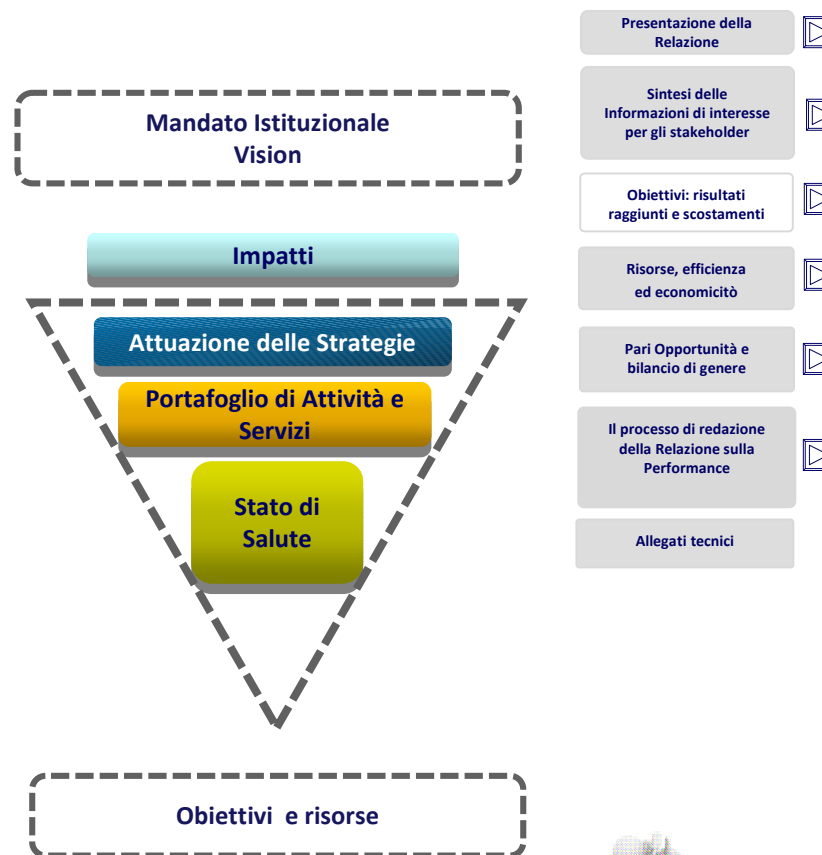 Mandato Istituzionale
Vision
Impatti
Attuazione delle Strategie
Portafoglio di Attività e
Servizi
Stato di
Salute
Obiettivi e risorse
Presentazione della
Relazione
Sintesi delle
Informazioni di interesse
per gli stakeholder
Obiettivi: risultati
raggiunti e scostamenti
Risorse, efficienza
ed economicitò
Pari Opportunità e
bilancio di genere
Il processo di redazione
della Relazione sulla
Performance
Allegati tecnici